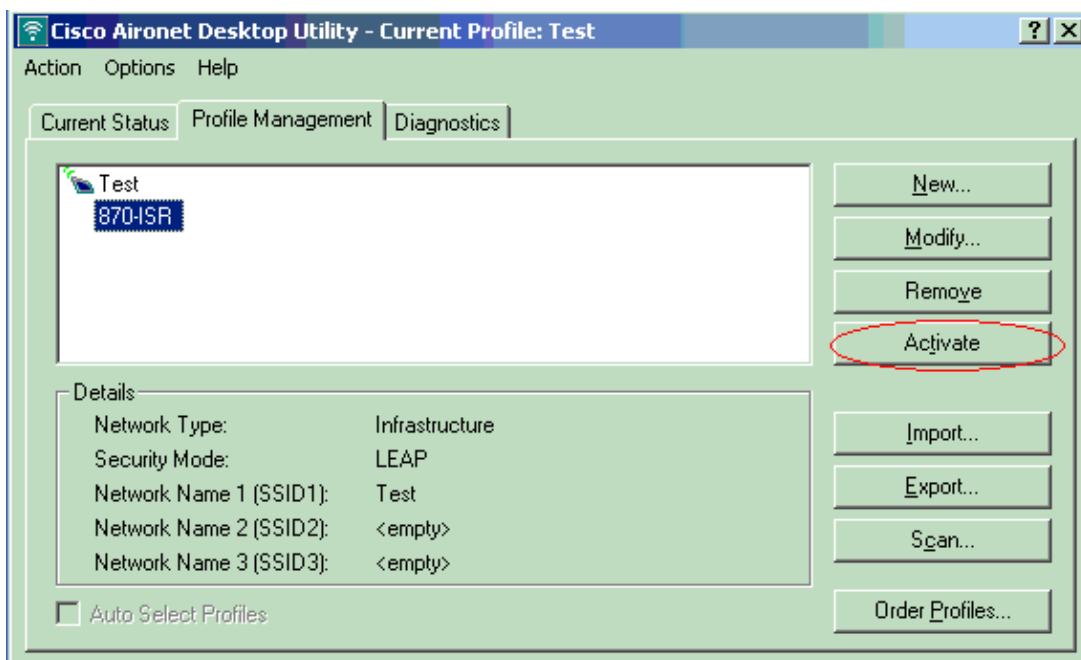 Cisco Aironet Desktop Utility - Current Profile: Test
Action Options Help
Current Status Profile Management Diagnostics
Test
870-ISR
New...
Modify...
Remove
Activate
Details
Network Type: Infrastructure
Security Mode: LEAP
Network Name 1 (SSID1): Test
Network Name 2 (SSID2): <empty>
Network Name 3 (SSID3): <empty>
Import...
Export...
Scan...
Auto Select Profiles
Order Profiles...